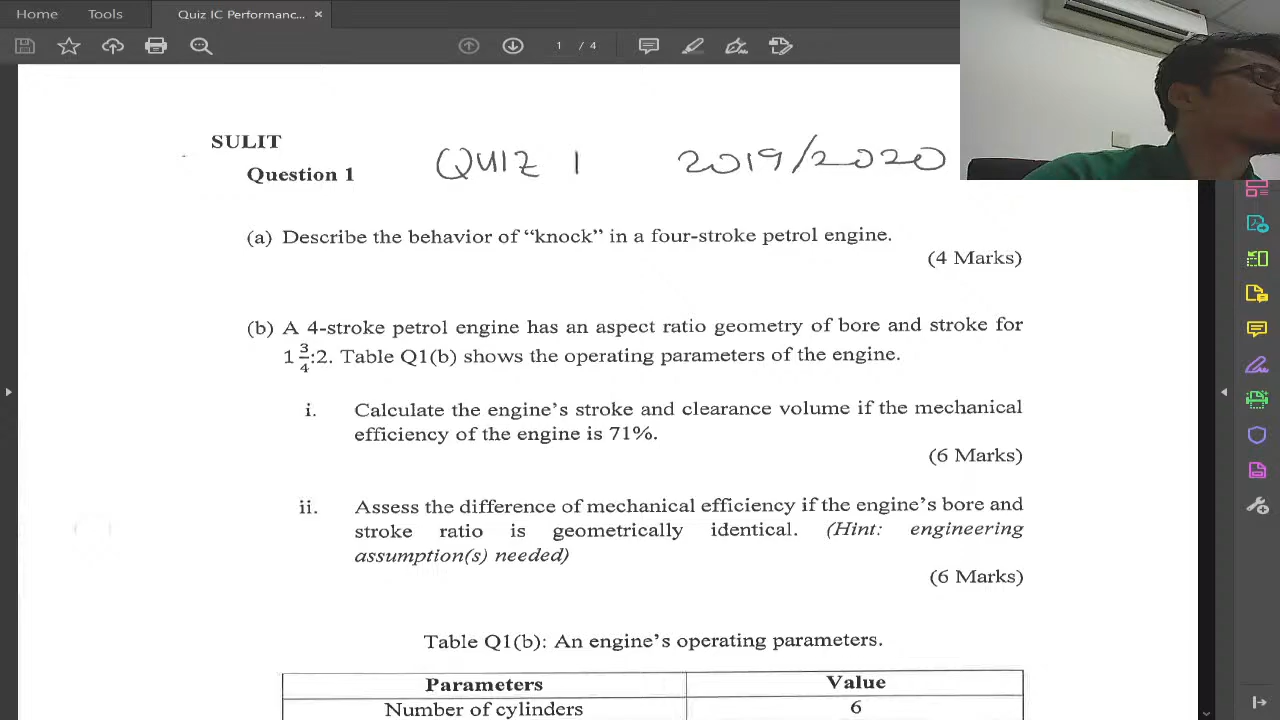 Home Tools Quiz IC Performanc... ×
1 / 4
SULIT
Question 1 QUIZ 1 2019/2020
(a) Describe the behavior of “knock” in a four-stroke petrol engine.
(4 Marks)
(b) A 4-stroke petrol engine has an aspect ratio geometry of bore and stroke for
1 3/4:2. Table Q1(b) shows the operating parameters of the engine.
i. Calculate the engine’s stroke and clearance volume if the mechanical
efficiency of the engine is 71%.
(6 Marks)
ii. Assess the difference of mechanical efficiency if the engine’s bore and
stroke ratio is geometrically identical. (Hint: engineering
assumption(s) needed)
(6 Marks)
Table Q1(b): An engine’s operating parameters.
Parameters Value
Number of cylinders 6